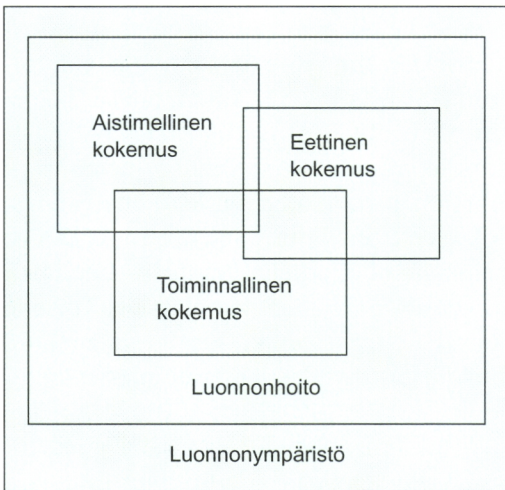 Aistimellinen
kokemus
Eettinen
kokemus
Toiminnallinen
kokemus
Luonnonhoito
Luonnonympäristö